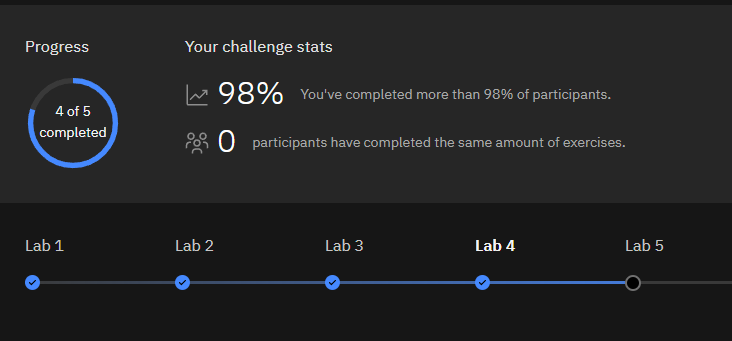 Progress
Your challenge stats
4 of 5
completed
98% You've completed more than 98% of participants.
0 participants have completed the same amount of exercises.
Lab 1 Lab 2 Lab 3 Lab 4 Lab 5